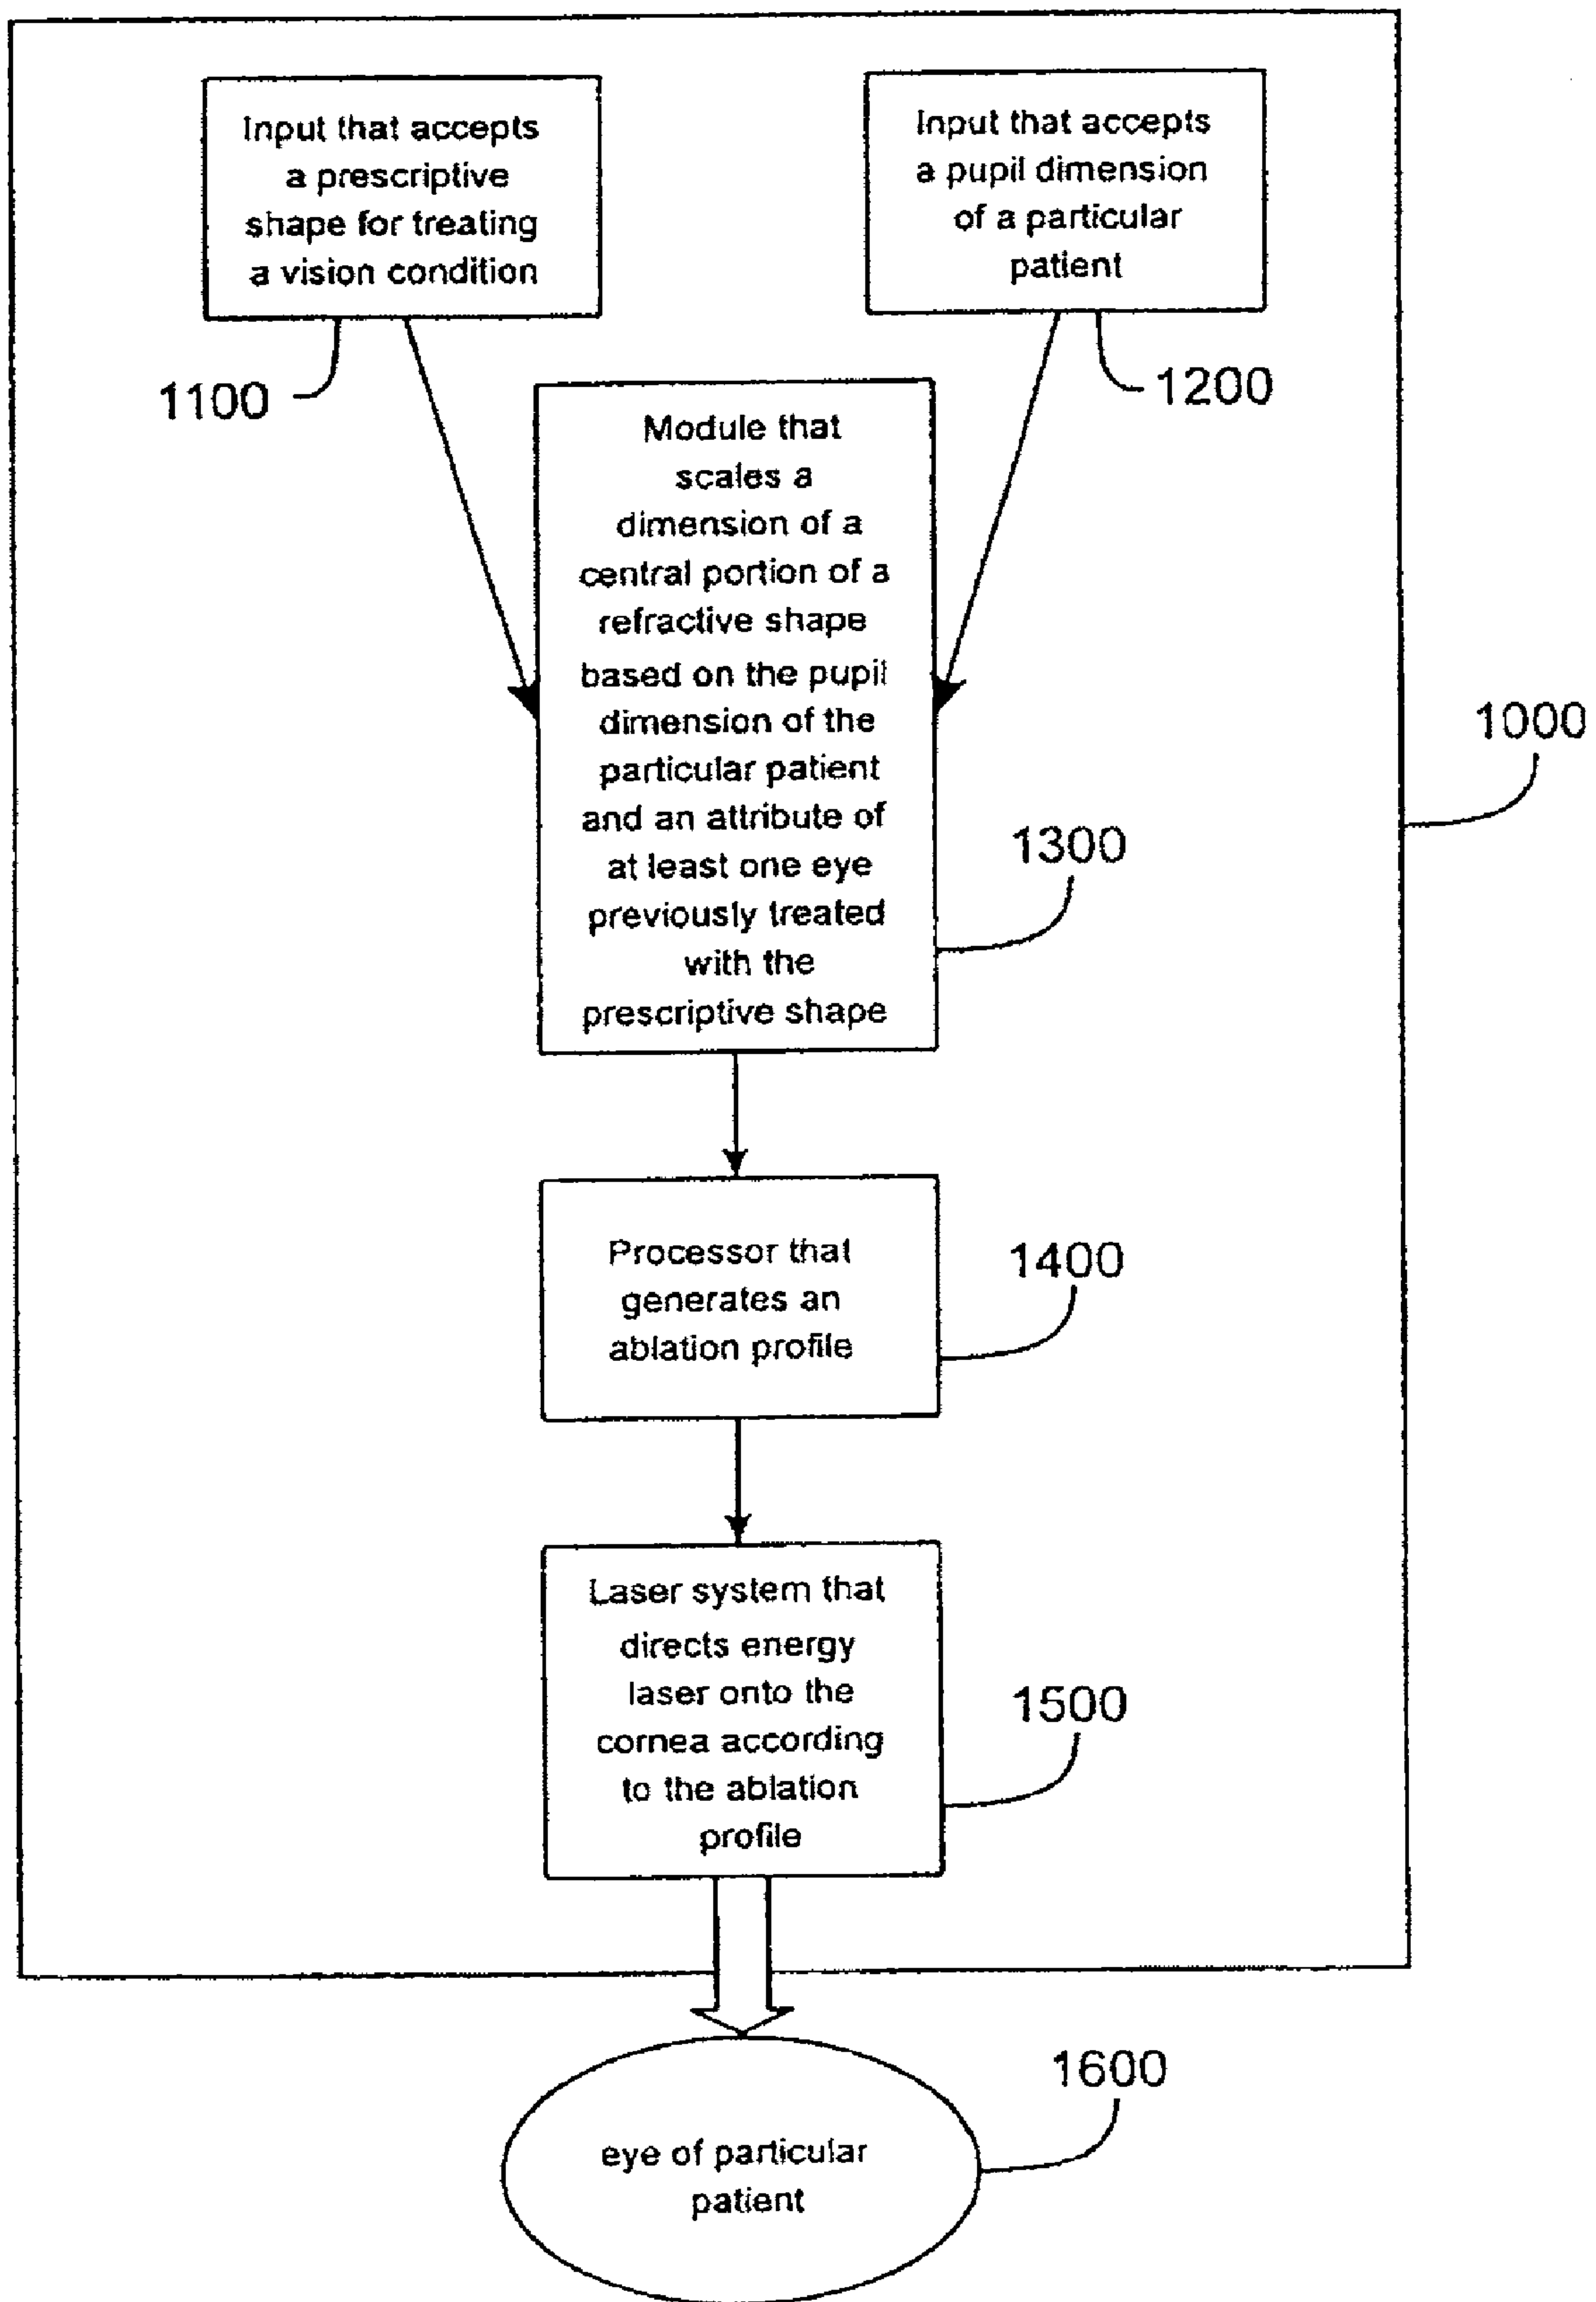 Input that accepts
a prescriptive
shape for treating
a vision condition
Input that accepts
a pupil dimension
of a particular
patient
1100
1200
Module that
scales a
dimension of a
central portion of a
refractive shape
based on the pupil
dimension of the
particular patient
and an attribute of
at least one eye
previously treated
with the
prescriptive shape
1000
1300
Processor that
generates an
ablation profile
1400
Laser system that
directs energy
laser onto the
cornea according
to the ablation
profile
1500
eye of particular
patient
1600